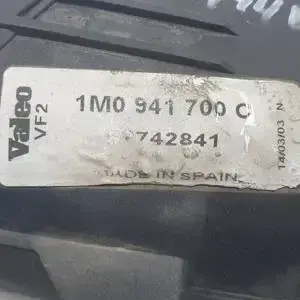 Valeo
VF2
1M0 941 700 C
742841
MADE IN SPAIN
14/03/03 N